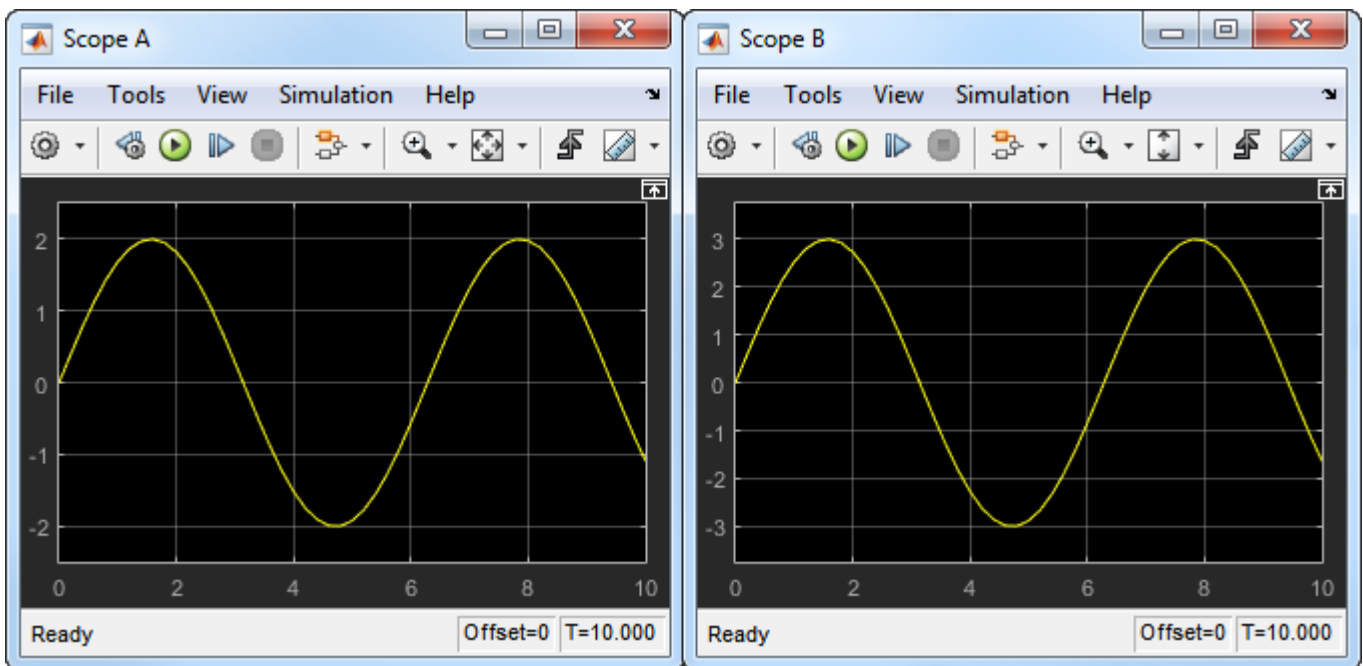 Scope A
File Tools View Simulation Help
2
1
0
-1
-2
0 2 4 6 8 10
Ready Offset=0 T=10.000
Scope B
File Tools View Simulation Help
3
2
1
0
-1
-2
-3
0 2 4 6 8 10
Ready Offset=0 T=10.000